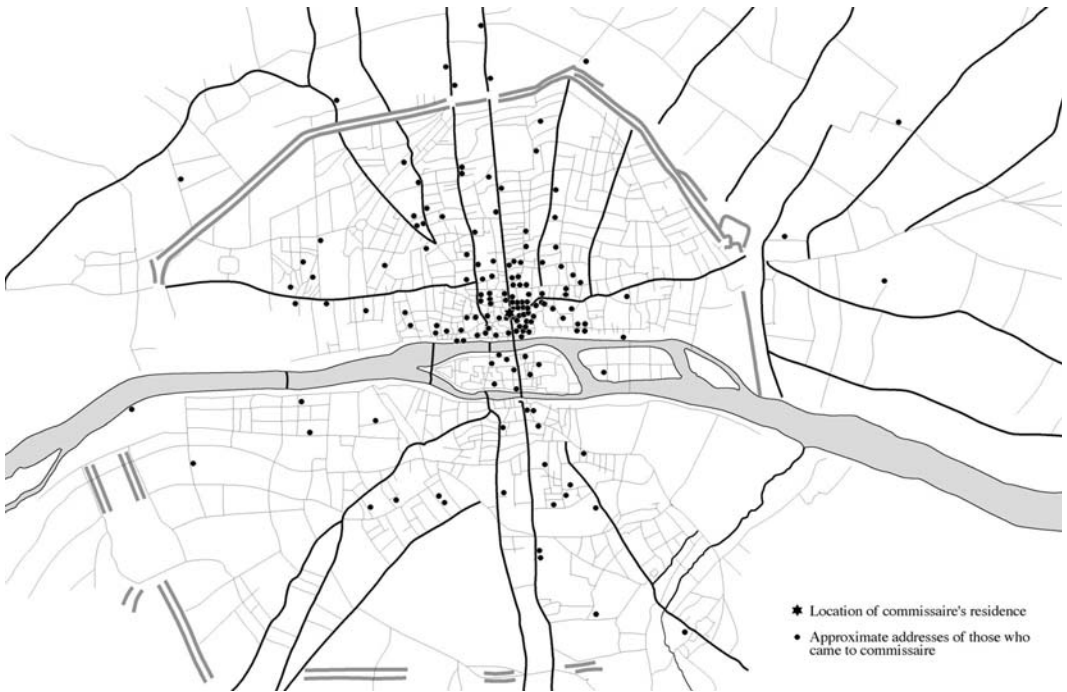 Location of commissaire's residence
Approximate addresses of those who
came to commissaire